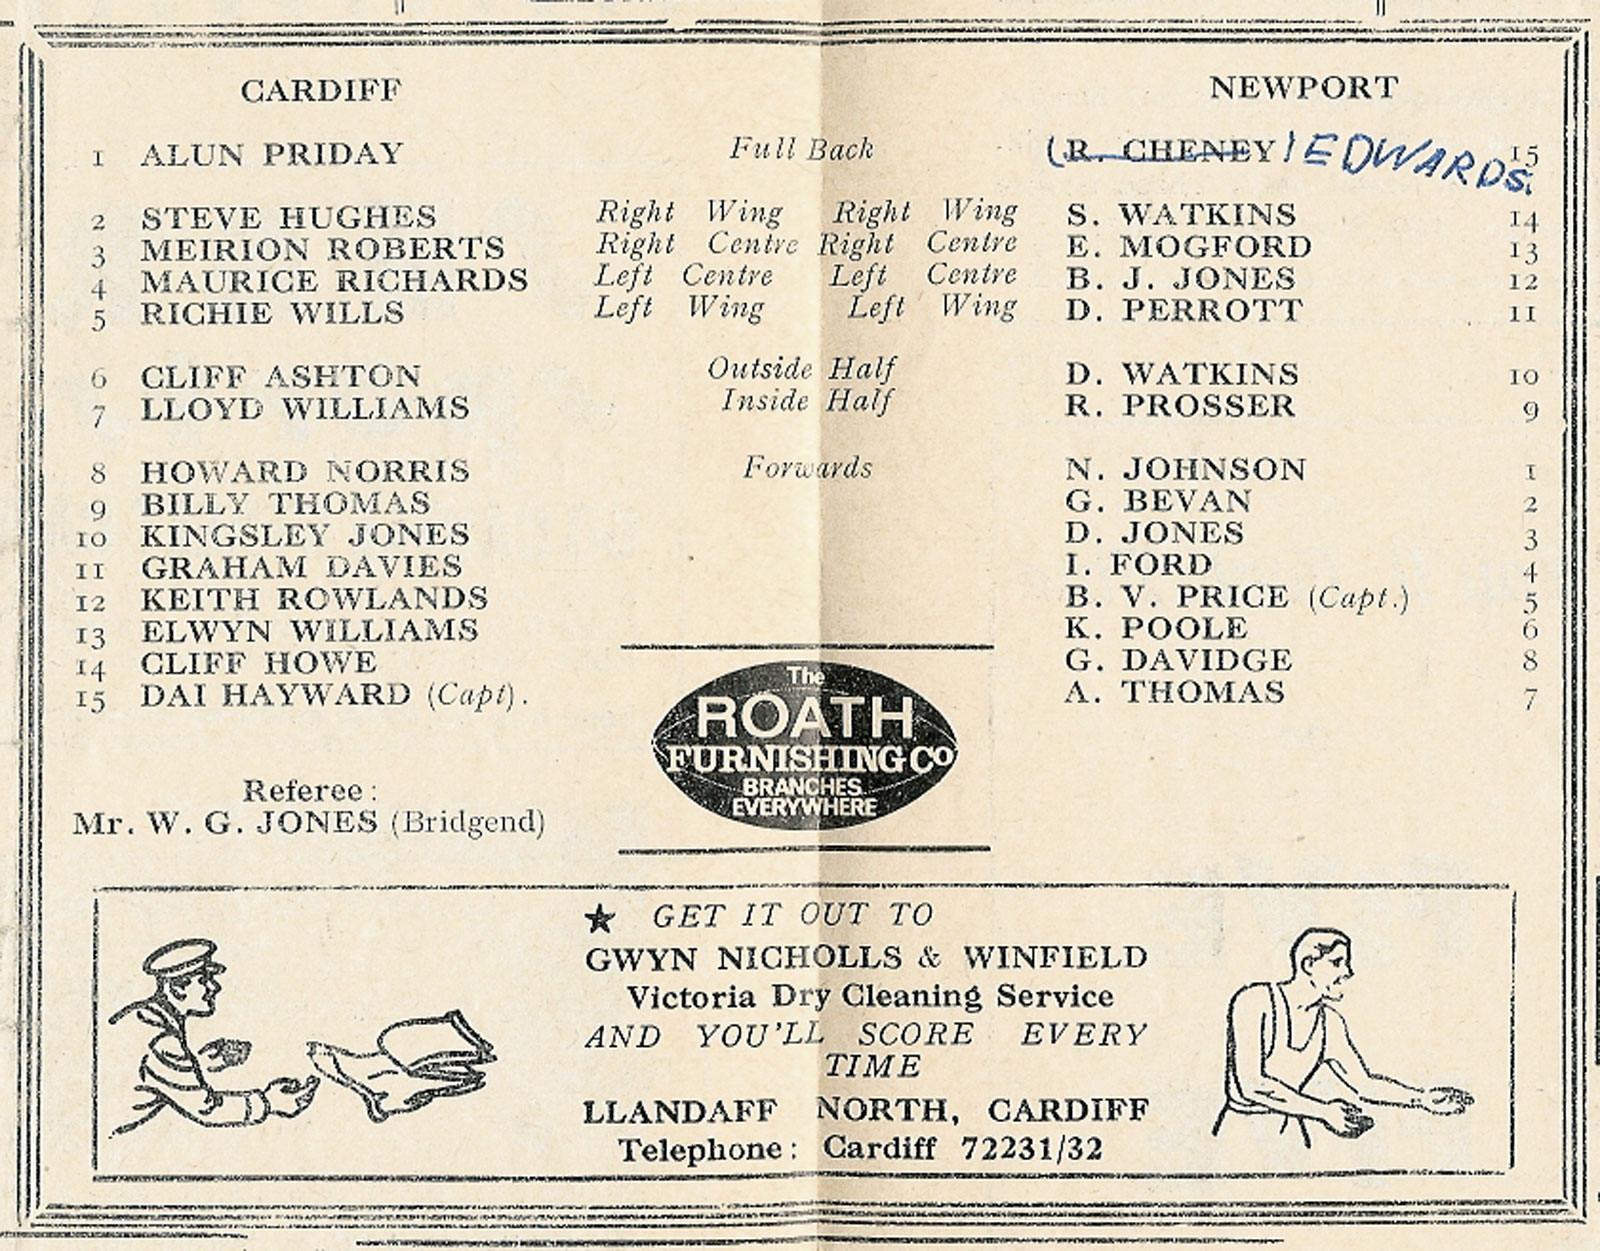 CARDIFF NEWPORT
1 ALUN PRIDAY Full Back (R. CHENEY) EDWARDS. 15
2 STEVE HUGHES Right Wing Right Wing S. WATKINS 14
3 MEIRION ROBERTS Right Centre Right Centre E. MOGFORD 13
4 MAURICE RICHARDS Left Centre Left Centre B. J. JONES 12
5 RICHIE WILLS Left Wing Left Wing D. PERROTT 11
6 CLIFF ASHTON Outside Half D. WATKINS 10
7 LLOYD WILLIAMS Inside Half R. PROSSER 9
8 HOWARD NORRIS Forwards N. JOHNSON 1
9 BILLY THOMAS G. BEVAN 2
10 KINGSLEY JONES D. JONES 3
11 GRAHAM DAVIES I. FORD 4
12 KEITH ROWLANDS B. V. PRICE (Capt.) 5
13 ELWYN WILLIAMS K. POOLE 6
14 CLIFF HOWE G. DAVIDGE 8
15 DAI HAYWARD (Capt). A. THOMAS 7
The
ROATH
FURNISHING CO
BRANCHES
EVERYWHERE
Referee:
Mr. W. G. JONES (Bridgend)
★ GET IT OUT TO
GWYN NICHOLLS & WINFIELD
Victoria Dry Cleaning Service
AND YOU'LL SCORE EVERY
TIME
LLANDAFF NORTH, CARDIFF
Telephone: Cardiff 72231/32